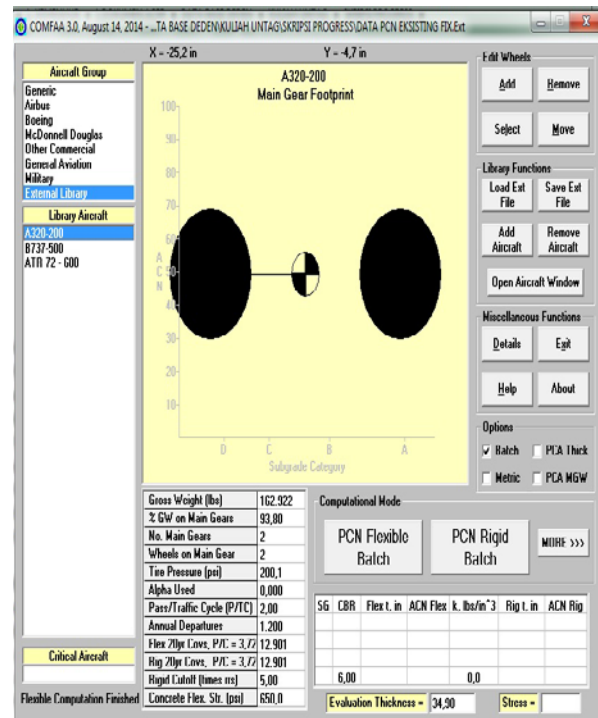 COMFAA 3.0, August 14, 2014 - ...TA BASE DEDEN\KULIAH UNTAG\SKRIPSI PROGRESS\DATA PCN EKSISTING FIX.Ext
X = -25,2 in Y = -4,7 in
Aircraft Group
Generic
Airbus
Boeing
McDonnell Douglas
Other Commercial
General Aviation
Military
External Library
Library Aircraft
A320-200
B737-500
ATR 72 - 600
Critical Aircraft
Flexible Computation Finished
A320-200
Main Gear Footprint
100-
90-
80-
70-
60-
50-
40-
30-
20-
10-
A
C
N
D C B A
Subgrade Category
Gross Weight (lbs) 162.922
% GW on Main Gears 93,80
No. Main Gears 2
Wheels on Main Gear 2
Tire Pressure (psi) 200,1
Alpha Used 0,000
Pass/Traffic Cycle (P/TC) 2,00
Annual Departures 1.200
Flex 20yr Covs, P/C = 3,77 12.901
Rig 20yr Covs, P/C = 3,77 12.901
Rigid Cutoff (times rrs) 5,00
Concrete Flex. Str. (psi) 650,0
Edit Wheels
Add Remove
Select Move
Library Functions
Load Ext File Save Ext File
Add Aircraft Remove Aircraft
Open Aircraft Window
Miscellaneous Functions
Details Exit
Help About
Options
Batch PCA Thick
Metric PCA MGW
Computational Mode
PCN Flexible Batch PCN Rigid Batch MORE >>>
SG CBR Flex t, in ACN Flex k, lbs/in^3 Rig t, in ACN Rig
6,00 0,0
Evaluation Thickness = 34,90 Stress =